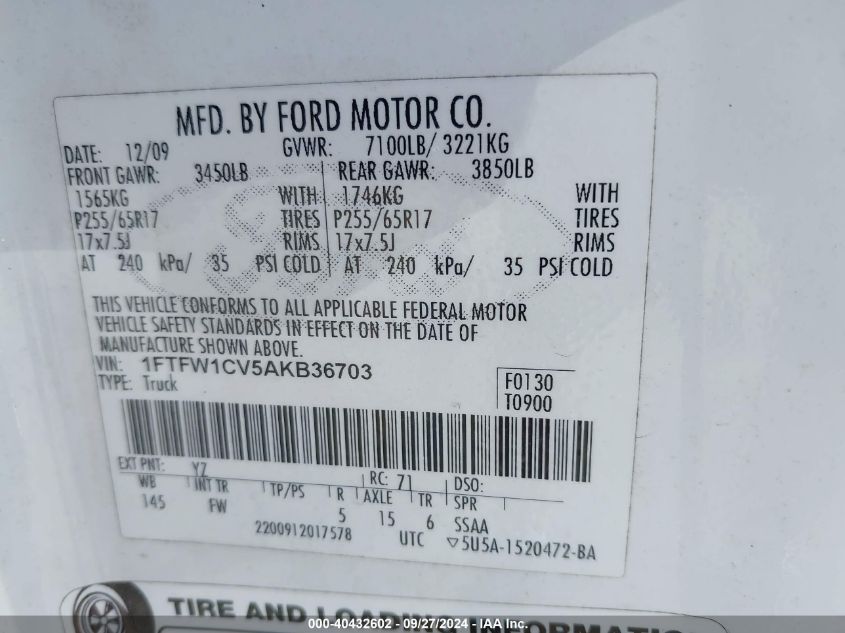 MFD. BY FORD MOTOR CO.
DATE: 12/09 GVWR: 7100LB/ 3221KG
FRONT GAWR: 3450LB REAR GAWR: 3850LB
1565KG WITH 1746KG WITH
P255/65R17 TIRES P255/65R17 TIRES
17x7.5J RIMS 17x7.5J RIMS
AT 240 kPa/ 35 PSI COLD AT 240 kPa/ 35 PSI COLD
THIS VEHICLE CONFORMS TO ALL APPLICABLE FEDERAL MOTOR
VEHICLE SAFETY STANDARDS IN EFFECT ON THE DATE OF
MANUFACTURE SHOWN ABOVE.
VIN: 1FTFW1CV5AKB36703
TYPE: Truck
F0130
T0900
EXT PNT: YZ RC: 71 DSO:
WB INT TR TP/PS R AXLE TR SPR
145 FW 5 15 6 SSAA
2200912017578 UTC ▽5U5A-1520472-BA
TIRE AND LOADING INFORMATION
000-40432602 - 09/27/2024 - IAA Inc.